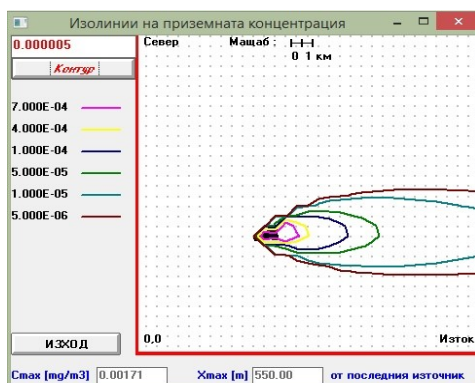 Изолинии на приземната концентрация
0.000005
Контур
Север Мащаб :
0 1 км
7.000E-04
4.000E-04
1.000E-04
5.000E-05
1.000E-05
5.000E-06
ИЗХОД
0,0
Изток
Cmax [mg/m3] 0.00171 Xmax [m] 550.00 от последния източник